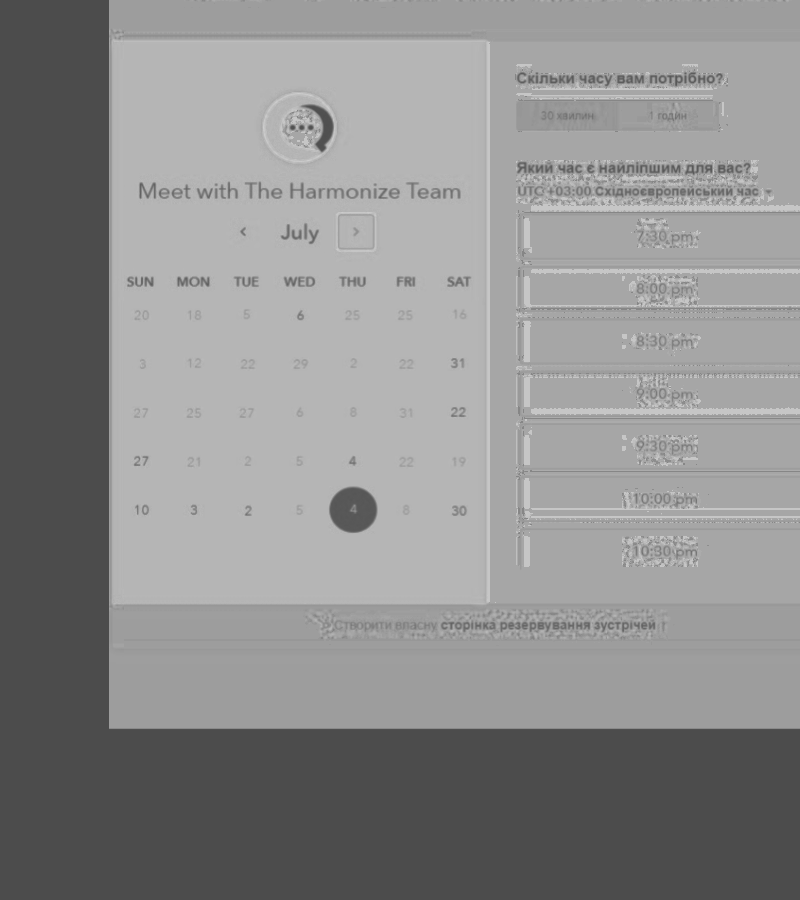 Meet with The Harmonize Team
July
SUN MON TUE WED THU FRI SAT
20 18 5 6 25 25 16
3 12 22 29 2 22 31
27 25 27 6 8 31 22
27 21 2 5 4 22 19
10 3 2 5 4 8 30
Скільки часу вам потрібно?
30 хвилин 1 годин
Який час є найліпшим для вас?
UTC +03:00 Східноєвропейський час
7:30 pm
8:00 pm
8:30 pm
9:00 pm
9:30 pm
10:00 pm
10:30 pm
Створити власну сторінка резервування зустрічей